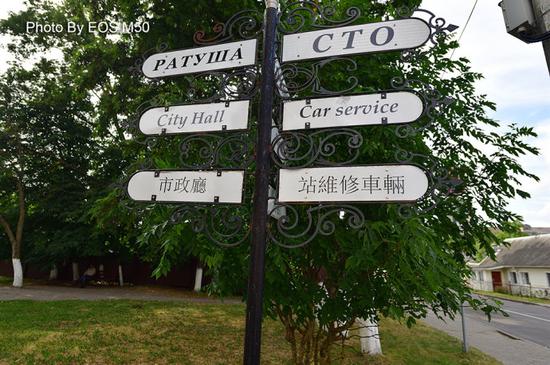 Photo By EOS M50
РАТУША
СТО
City Hall
Car service
市政廳
站維修車輛